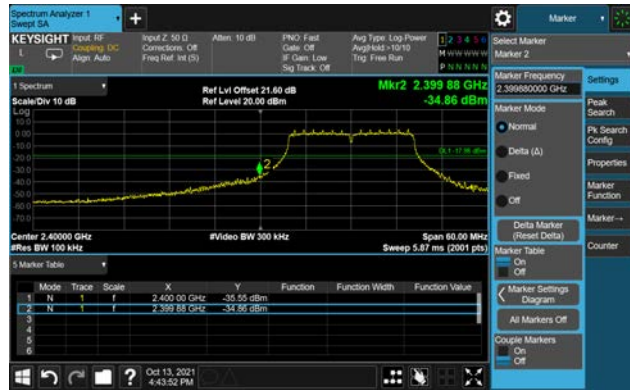 Spectrum Analyzer 1
Swept SA
+
Marker
KEYSIGHT
Input: RF
Coupling: DC
Align: Auto
Input Z: 50 Ω
Corrections: Off
Freq Ref: Int (S)
Atten: 10 dB
PNO: Fast
Gate: Off
IF Gain: Low
Sig Track: Off
Avg Type: Log-Power
Avg|Hold:>10/10
Trig: Free Run
1 2 3 4 5 6
M W W W W W
P N N N N N
L
Select Marker
Marker 2
1 Spectrum
Scale/Div 10 dB
Ref Lvl Offset 21.60 dB
Ref Level 20.00 dBm
Mkr2 2.399 88 GHz
-34.86 dBm
Log
10.0
0.00
-10.0
-20.0
-30.0
-40.0
-50.0
-60.0
-70.0
2
Center 2.40000 GHz
#Res BW 100 kHz
#Video BW 300 kHz
Span 60.00 MHz
Sweep 5.87 ms (2001 pts)
5 Marker Table
Mode Trace Scale X Y Function Function Width Function Value
1 N 1 f 2.400 00 GHz -35.55 dBm
2 N 1 f 2.399 88 GHz -34.86 dBm
3
4
5
6
Oct 13, 2021
4:43:52 PM
Marker Frequency
2.399880000 GHz
Marker Mode
Normal
Delta (Δ)
Fixed
Off
Delta Marker
(Reset Delta)
Marker Table
On
Off
Marker Settings
Diagram
All Markers Off
Couple Markers
On
Off
Settings
Peak
Search
Pk Search
Config
Properties
Marker
Function
Marker→
Counter